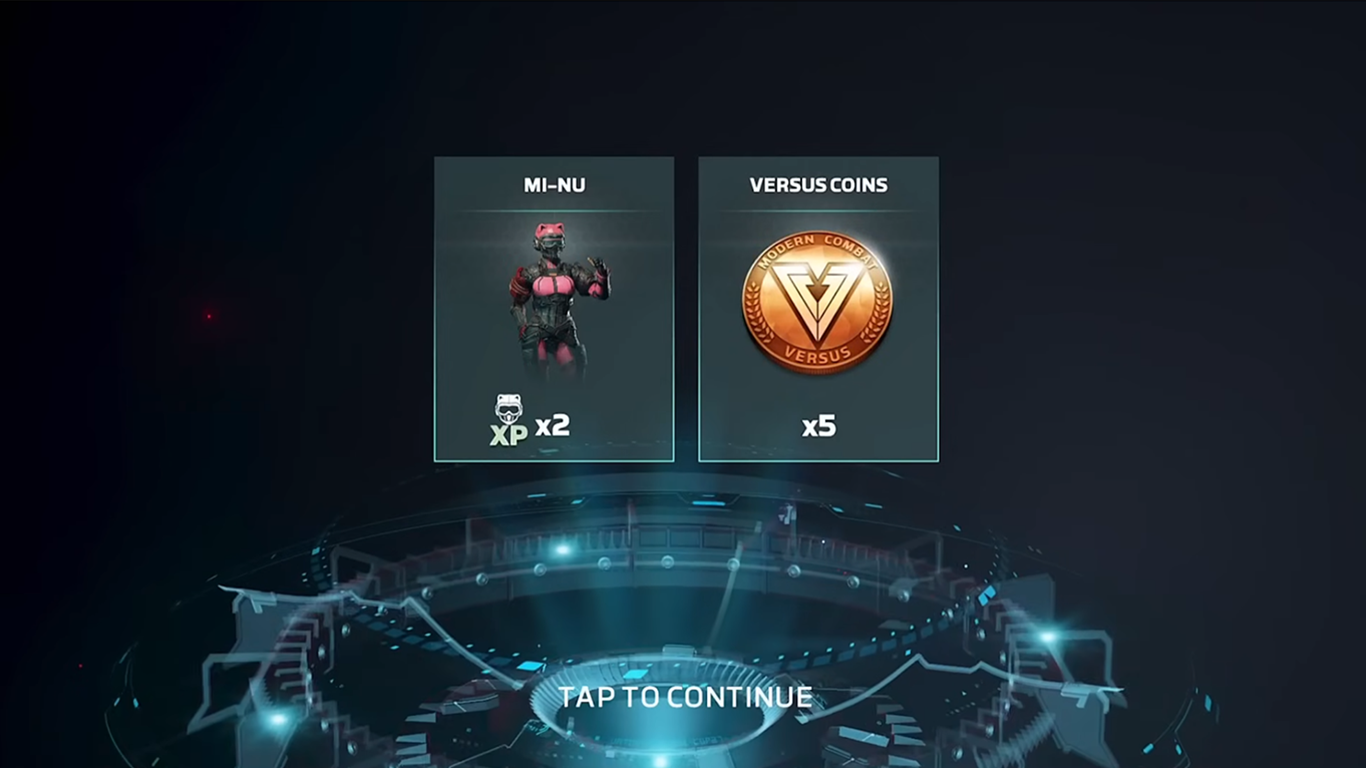 MI-NU
XP x2
VERSUS COINS
MODERN COMBAT
VERSUS
x5
TAP TO CONTINUE